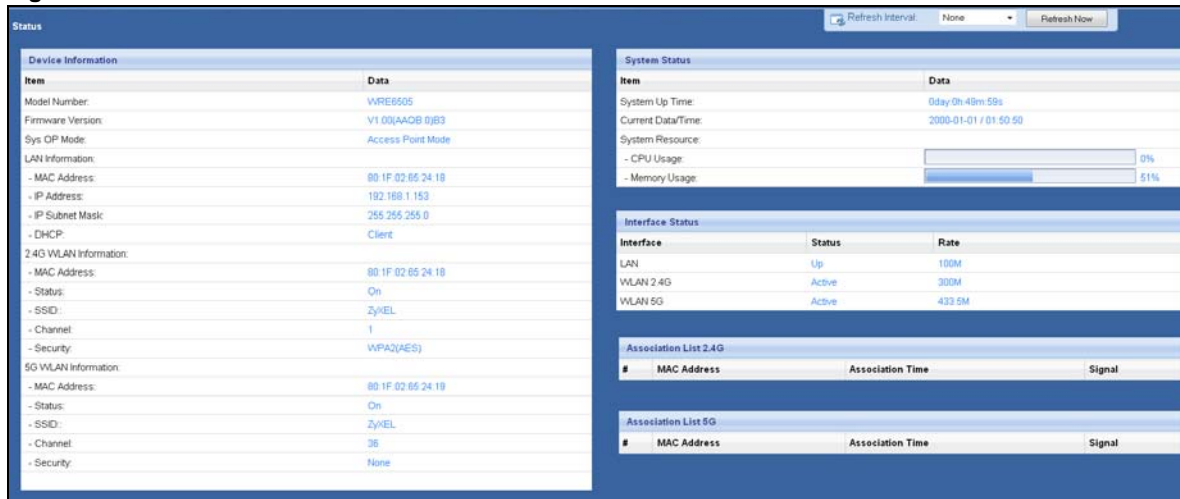 Status
Refresh Interval: None Refresh Now
Device Information
Item Data
Model Number: WRE6505
Firmware Version: V1.00(AAQB.0)B3
Sys OP Mode: Access Point Mode
LAN Information:
- MAC Address: 80:1F:02:65:24:18
- IP Address: 192.168.1.153
- IP Subnet Mask: 255.255.255.0
- DHCP: Client
2.4G WLAN Information:
- MAC Address: 80:1F:02:65:24:18
- Status: On
- SSID: ZyXEL
- Channel: 1
- Security: WPA2(AES)
5G WLAN Information:
- MAC Address: 80:1F:02:65:24:19
- Status: On
- SSID: ZyXEL
- Channel: 36
- Security: None
System Status
Item Data
System Up Time: 0day:0h:49m:59s
Current Data/Time: 2000-01-01 / 01:50:50
System Resource:
- CPU Usage: 0%
- Memory Usage: 51%
Interface Status
Interface Status Rate
LAN Up 100M
WLAN 2.4G Active 300M
WLAN 5G Active 433.5M
Association List 2.4G
# MAC Address Association Time Signal
Association List 5G
# MAC Address Association Time Signal